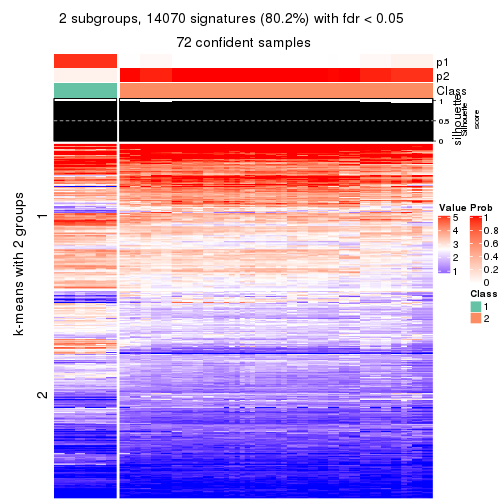 2 subgroups, 14070 signatures (80.2%) with fdr < 0.05
72 confident samples
p1
p2
Class
1
0.5
0
silhouette
Silhouette
score
k-means with 2 groups
1
2
Value
5
4
3
2
1
Prob
1
0.8
0.6
0.4
0.2
0
Class
1
2